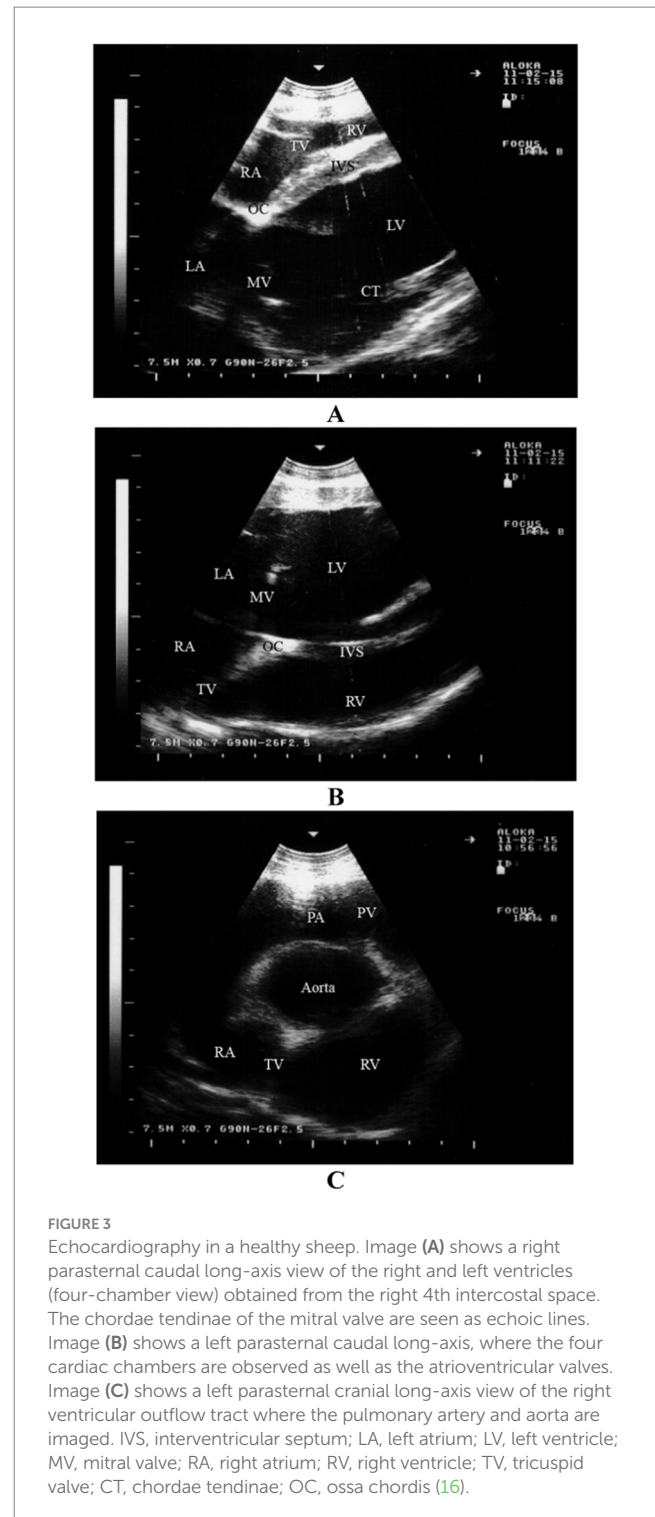 ALOKA
11-02-15
11:15:08
ID:
FOCUS
RV
TV
IVS
RA
OC
LV
LA
MV
CT
7.5M X0.7 G90N-26F2.5
A
ALOKA
11-02-15
11:11:22
ID:
FOCUS
LA
LV
MV
RA
OC
IVS
TV
RV
7.5M X0.7 G90N-26F2.5
B
ALOKA
11-02-15
10:56:56
ID:
FOCUS
PA
PV
Aorta
RA
TV
RV
7.5M X0.7 G90N-26F2.5
C
FIGURE 3
Echocardiography in a healthy sheep. Image (A) shows a right
parasternal caudal long-axis view of the right and left ventricles
(four-chamber view) obtained from the right 4th intercostal space.
The chordae tendinae of the mitral valve are seen as echoic lines.
Image (B) shows a left parasternal caudal long-axis, where the four
cardiac chambers are observed as well as the atrioventricular valves.
Image (C) shows a left parasternal cranial long-axis view of the right
ventricular outflow tract where the pulmonary artery and aorta are
imaged. IVS, interventricular septum; LA, left atrium; LV, left ventricle;
MV, mitral valve; RA, right atrium; RV, right ventricle; TV, tricuspid
valve; CT, chordae tendinae; OC, ossa chordis (16).